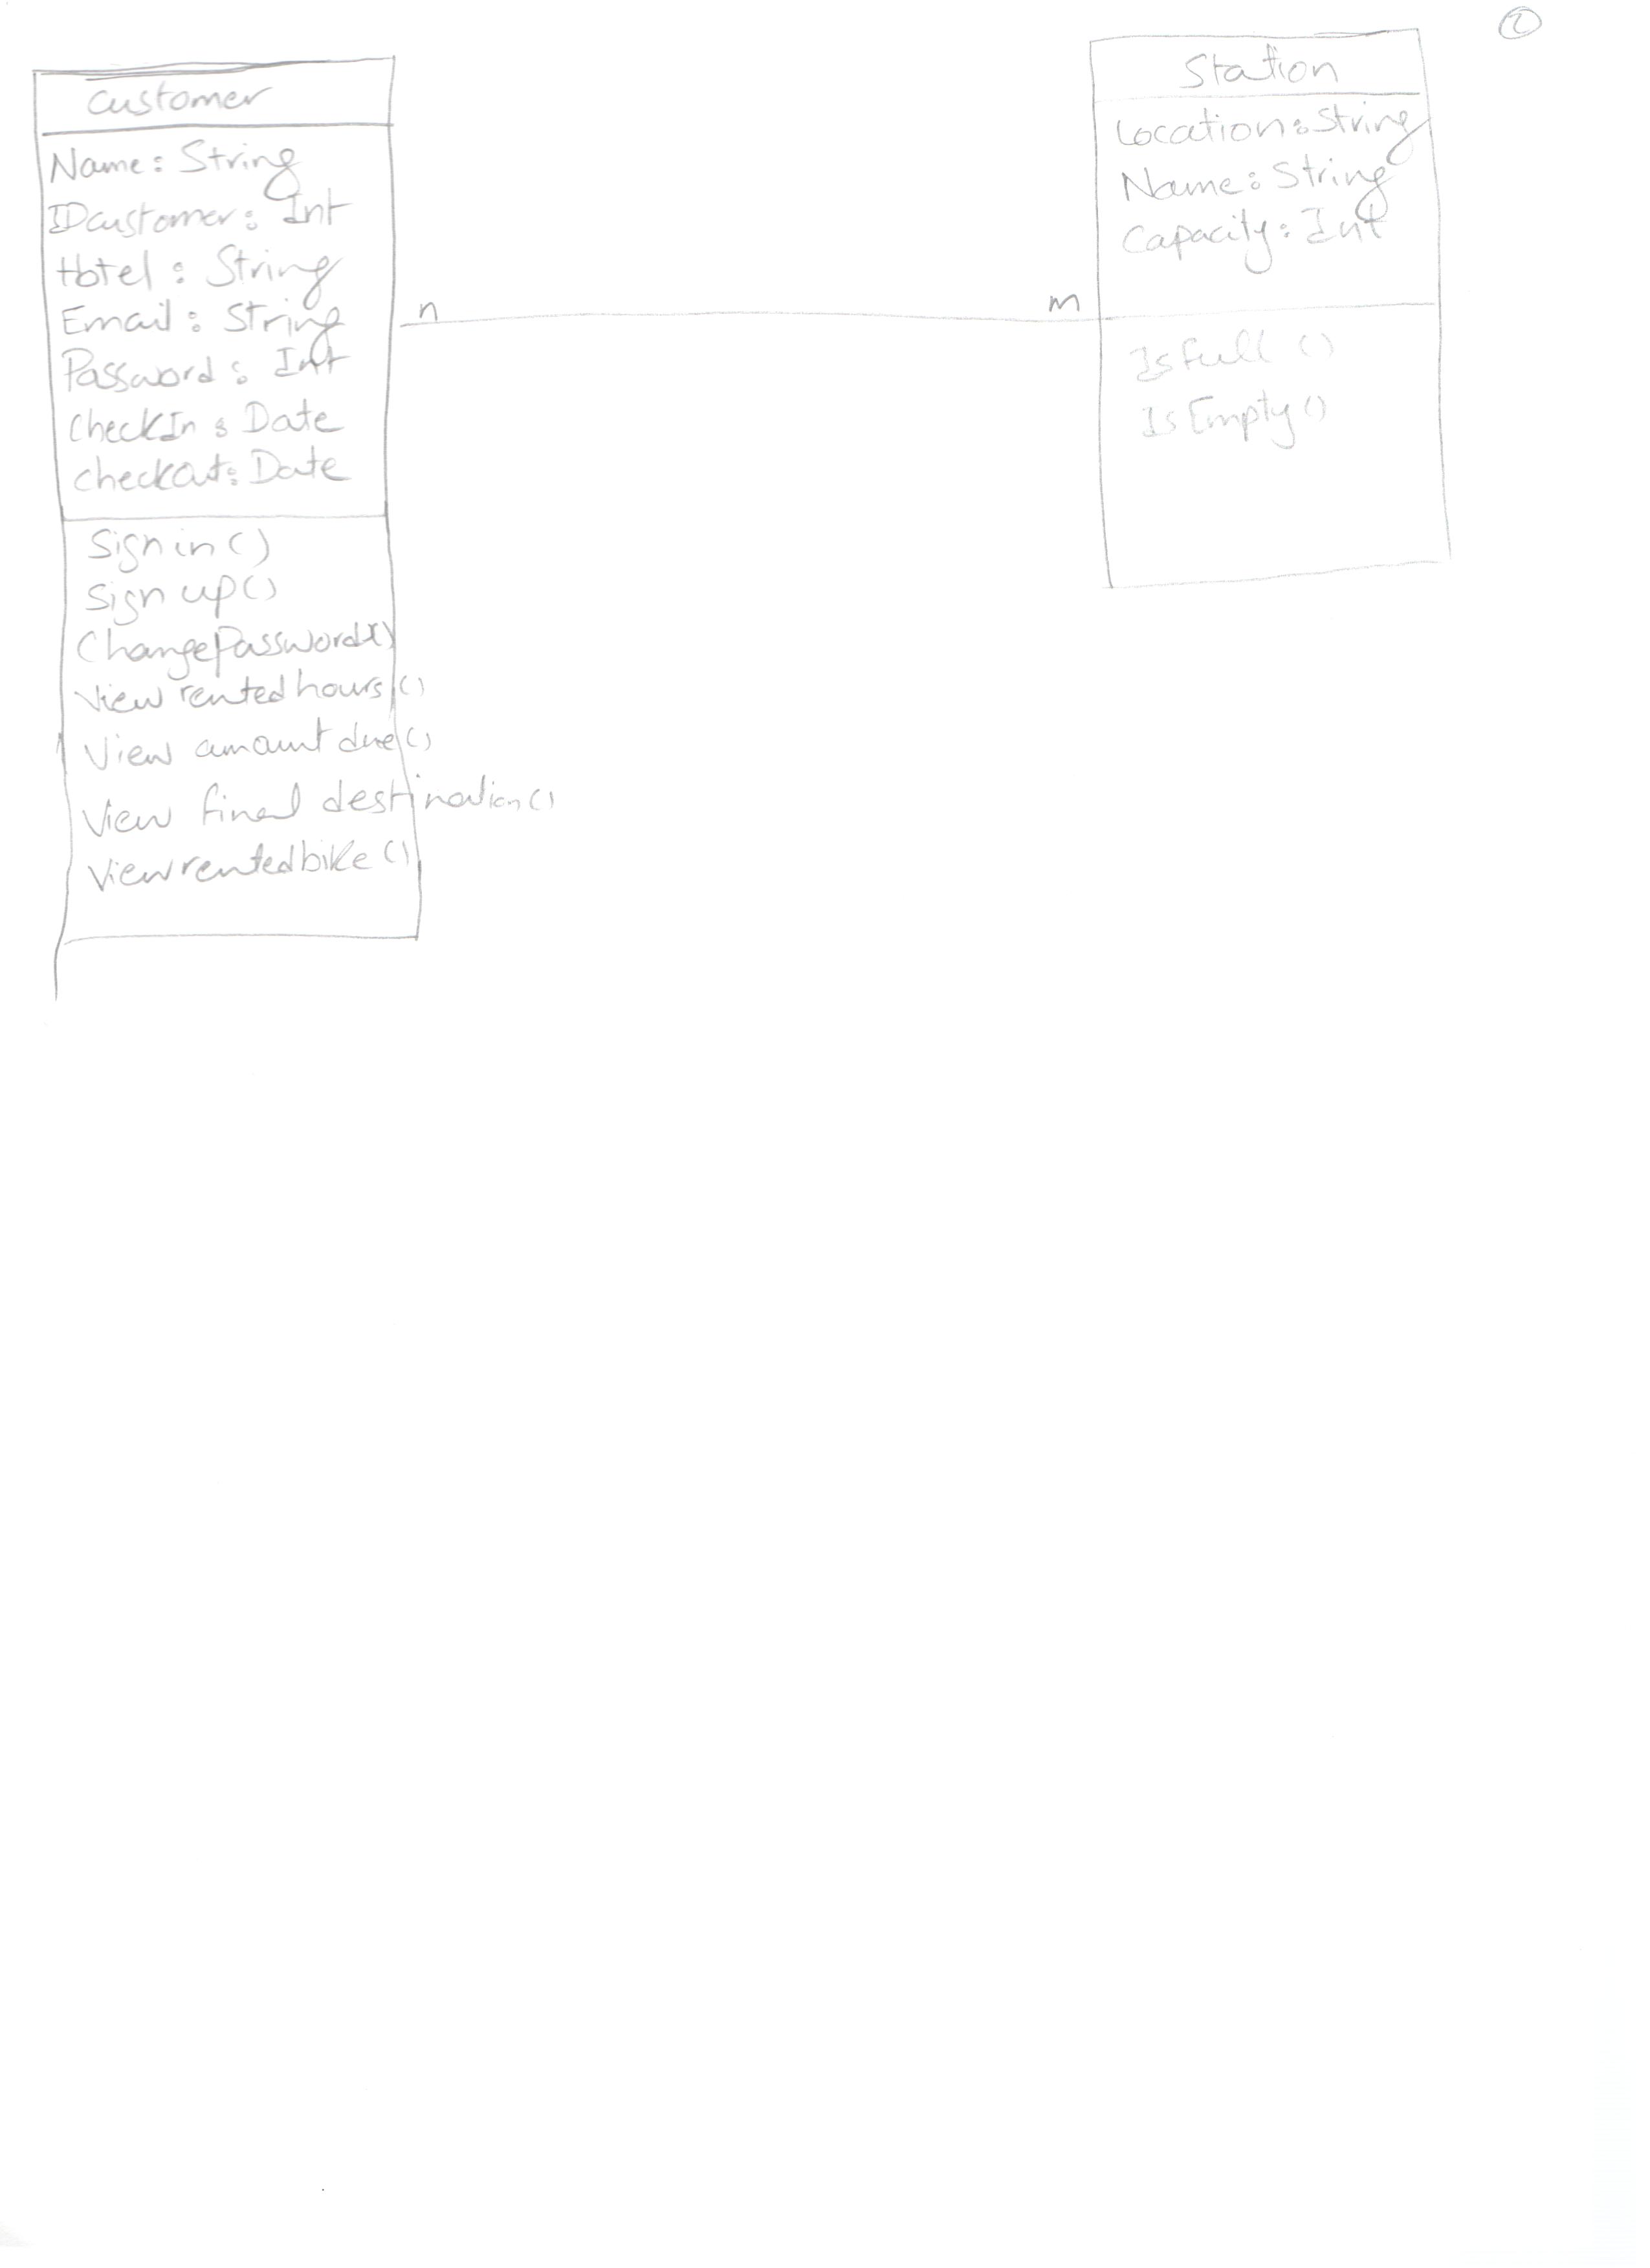 2
Customer
Name: String
IDcustomer: Int
Hotel: String
Email: String
Password: Int
CheckIn: Date
checkout: Date
Sign in()
Sign up()
ChangePassword()
View rented hours()
View amount due()
View final destination()
View rented bike()
n
m
Station
Location: String
Name: String
Capacity: Int
IsFull()
IsEmpty()